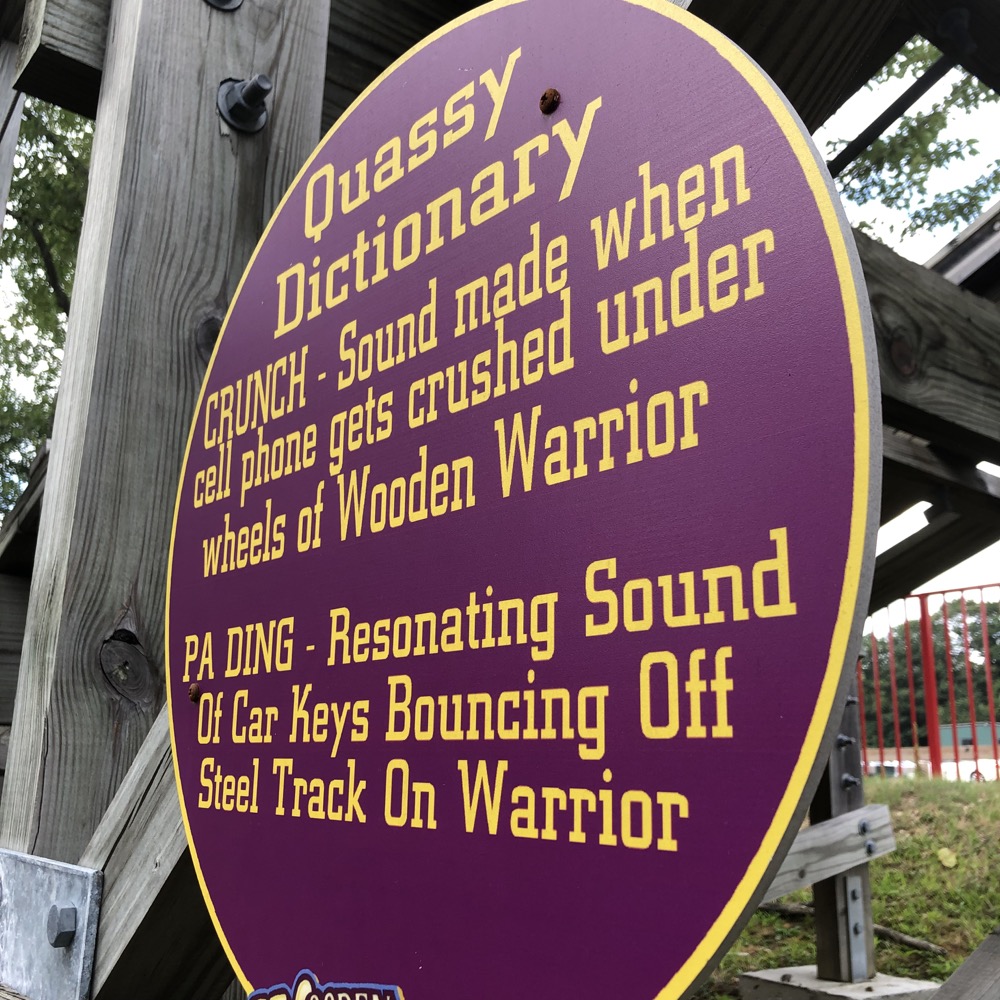 Quassy
Dictionary
CRUNCH - Sound made when
cell phone gets crushed under
wheels of Wooden Warrior
PA DING - Resonating Sound
Of Car Keys Bouncing Off
Steel Track On Warrior